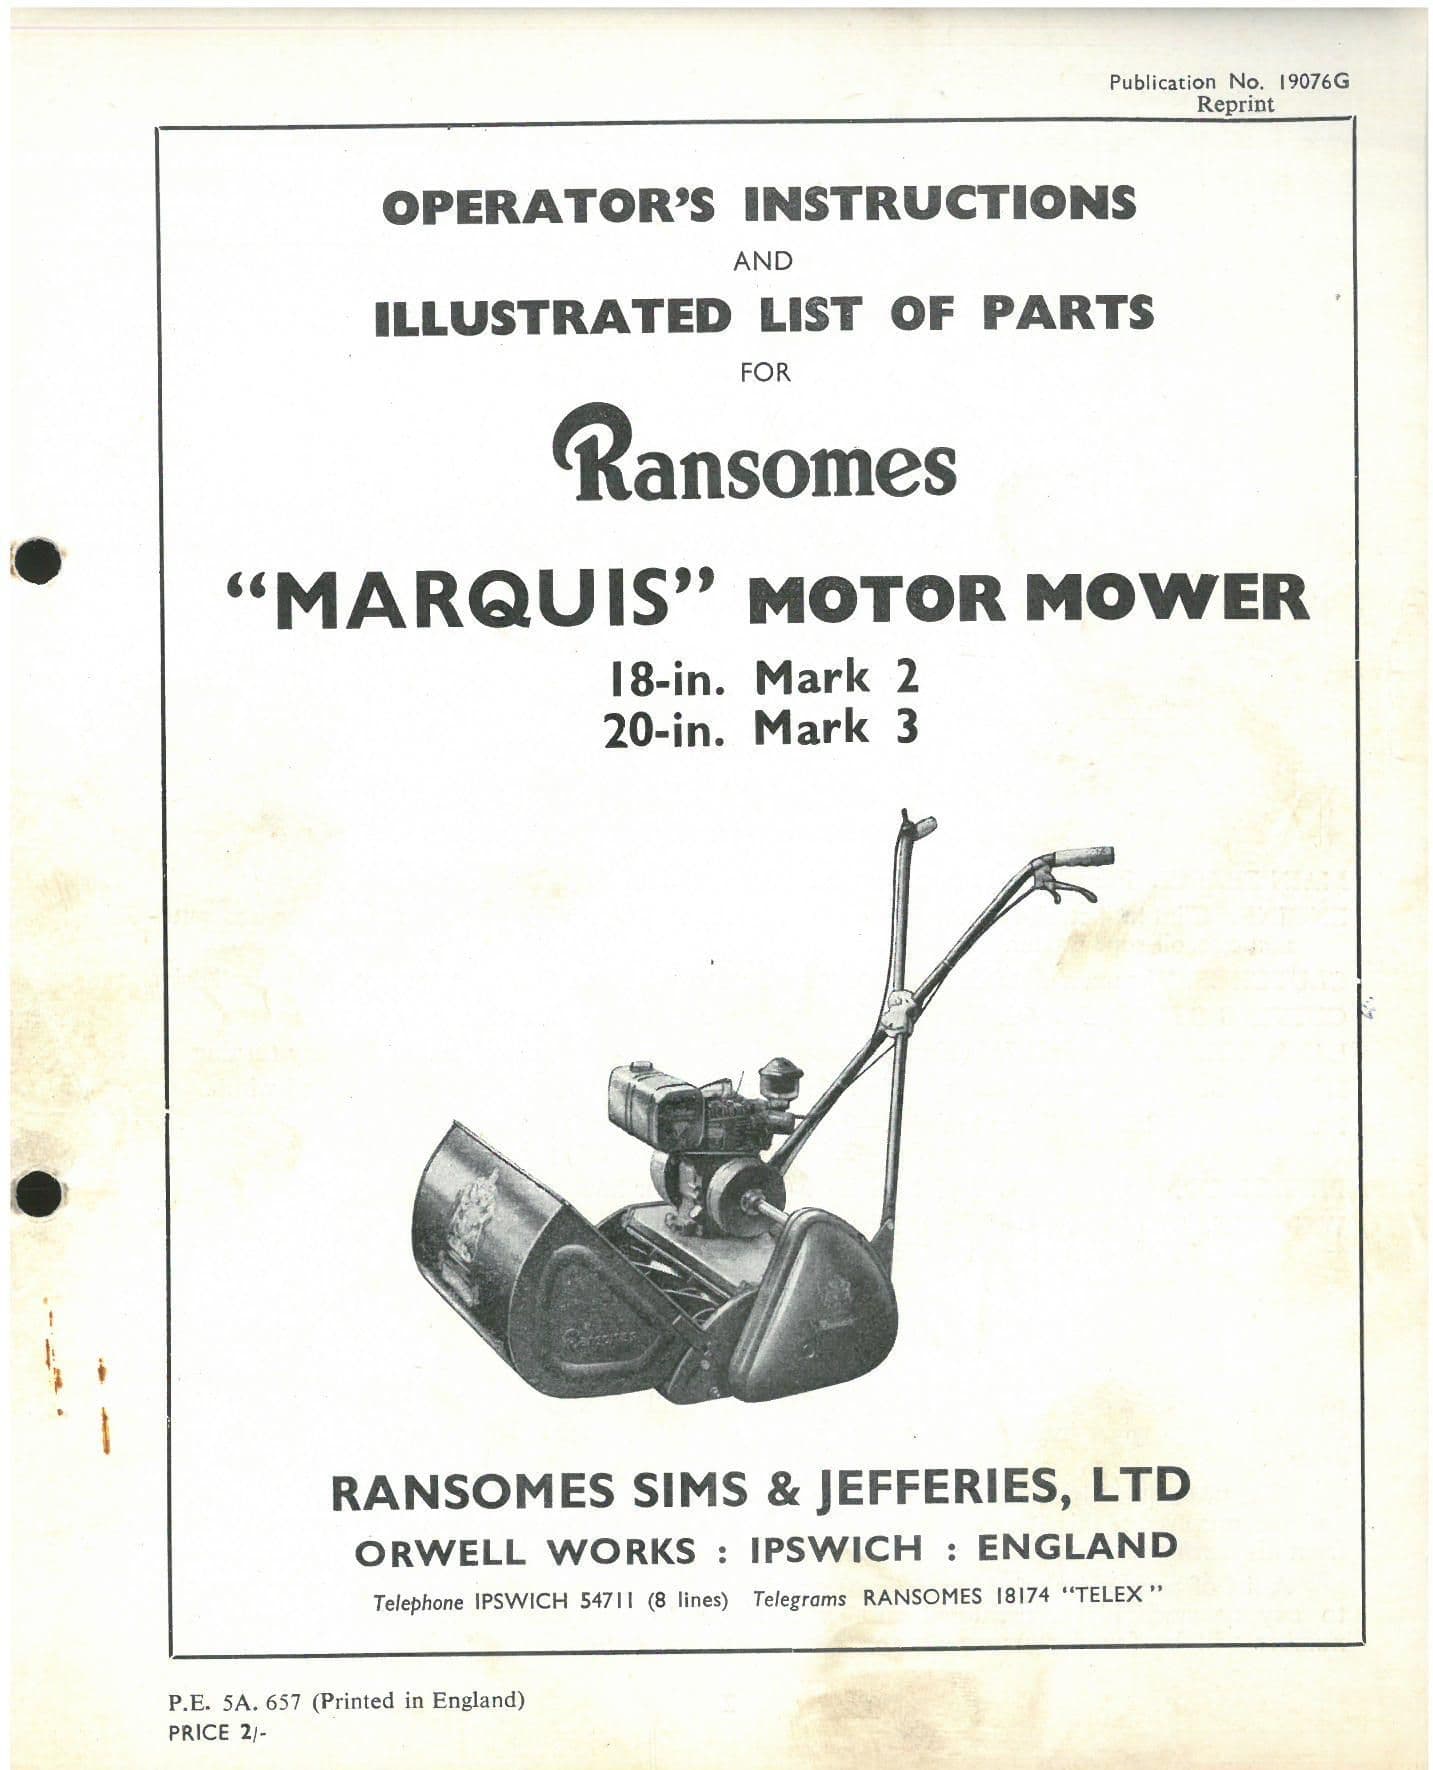 Publication No. 19076G
Reprint
OPERATOR'S INSTRUCTIONS
AND
ILLUSTRATED LIST OF PARTS
FOR
Ransomes
“MARQUIS” MOTOR MOWER
18-in. Mark 2
20-in. Mark 3
Ransomes
RANSOMES SIMS & JEFFERIES, LTD
ORWELL WORKS : IPSWICH : ENGLAND
Telephone IPSWICH 54711 (8 lines) Telegrams RANSOMES 18174 “TELEX”
P.E. 5A. 657 (Printed in England)
PRICE 2/-